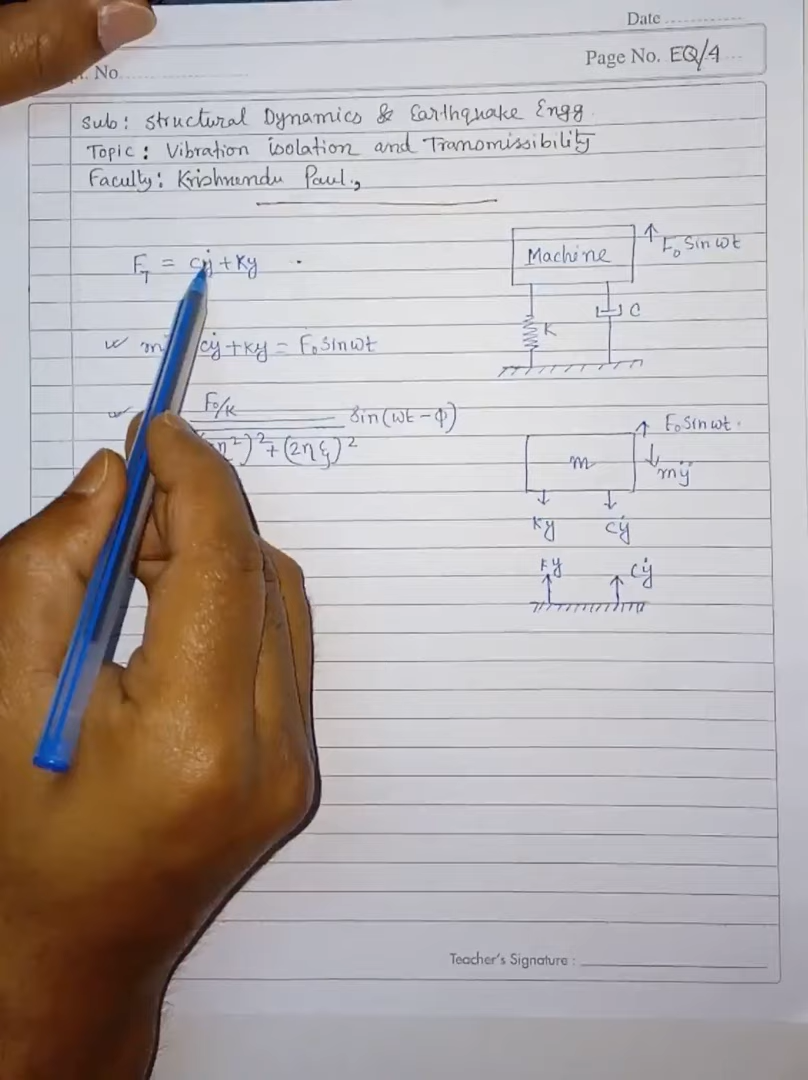 Date
No.
Page No. EQ/4
Sub: Structural Dynamics & Earthquake Engg.
Topic: Vibration isolation and Transmissibility
Faculty: Krishnendu Paul.,
F_T = cẏ + Ky
Machine
F₀ Sin ωt
K
C
m cẏ + Ky = F₀ Sin ωt
F₀/K
Sin(ωt − φ)
η²)² + (2ηξ)²
F₀ Sin ωt
m
mÿ
Ky
Cẏ
Ky
Cẏ
Teacher's Signature :